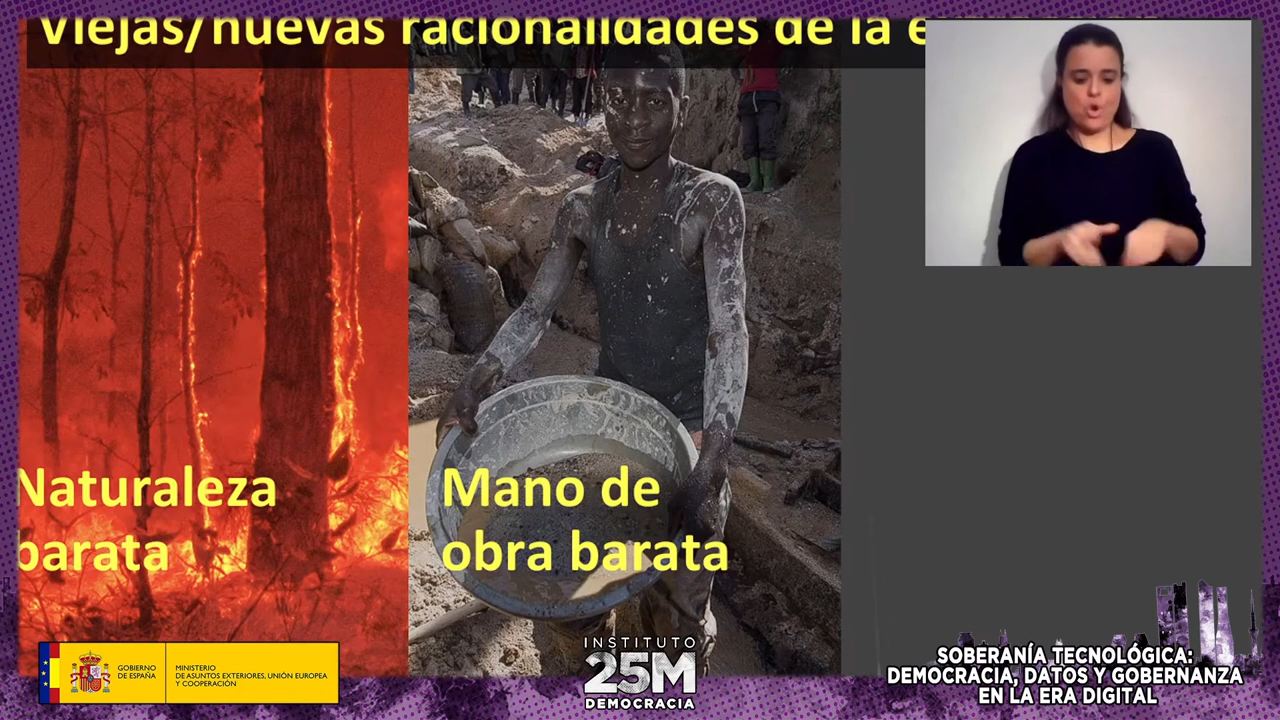 Viejas/nuevas racionalidades de la
Naturaleza
barata
Mano de
obra barata
GOBIERNO
DE ESPAÑA
MINISTERIO
DE ASUNTOS EXTERIORES, UNIÓN EUROPEA
Y COOPERACIÓN
INSTITUTO
25M
DEMOCRACIA
SOBERANÍA TECNOLÓGICA:
DEMOCRACIA, DATOS Y GOBERNANZA
EN LA ERA DIGITAL